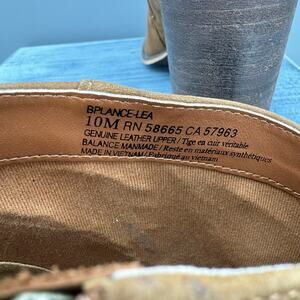 BPLANCE-LEA
10M RN 58665 CA 57963
GENUINE LEATHER UPPER / Tige en cuir véritable
BALANCE MANMADE / Reste en matériaux synthétiques
MADE IN VIETNAM / Fabriqué au vietnam